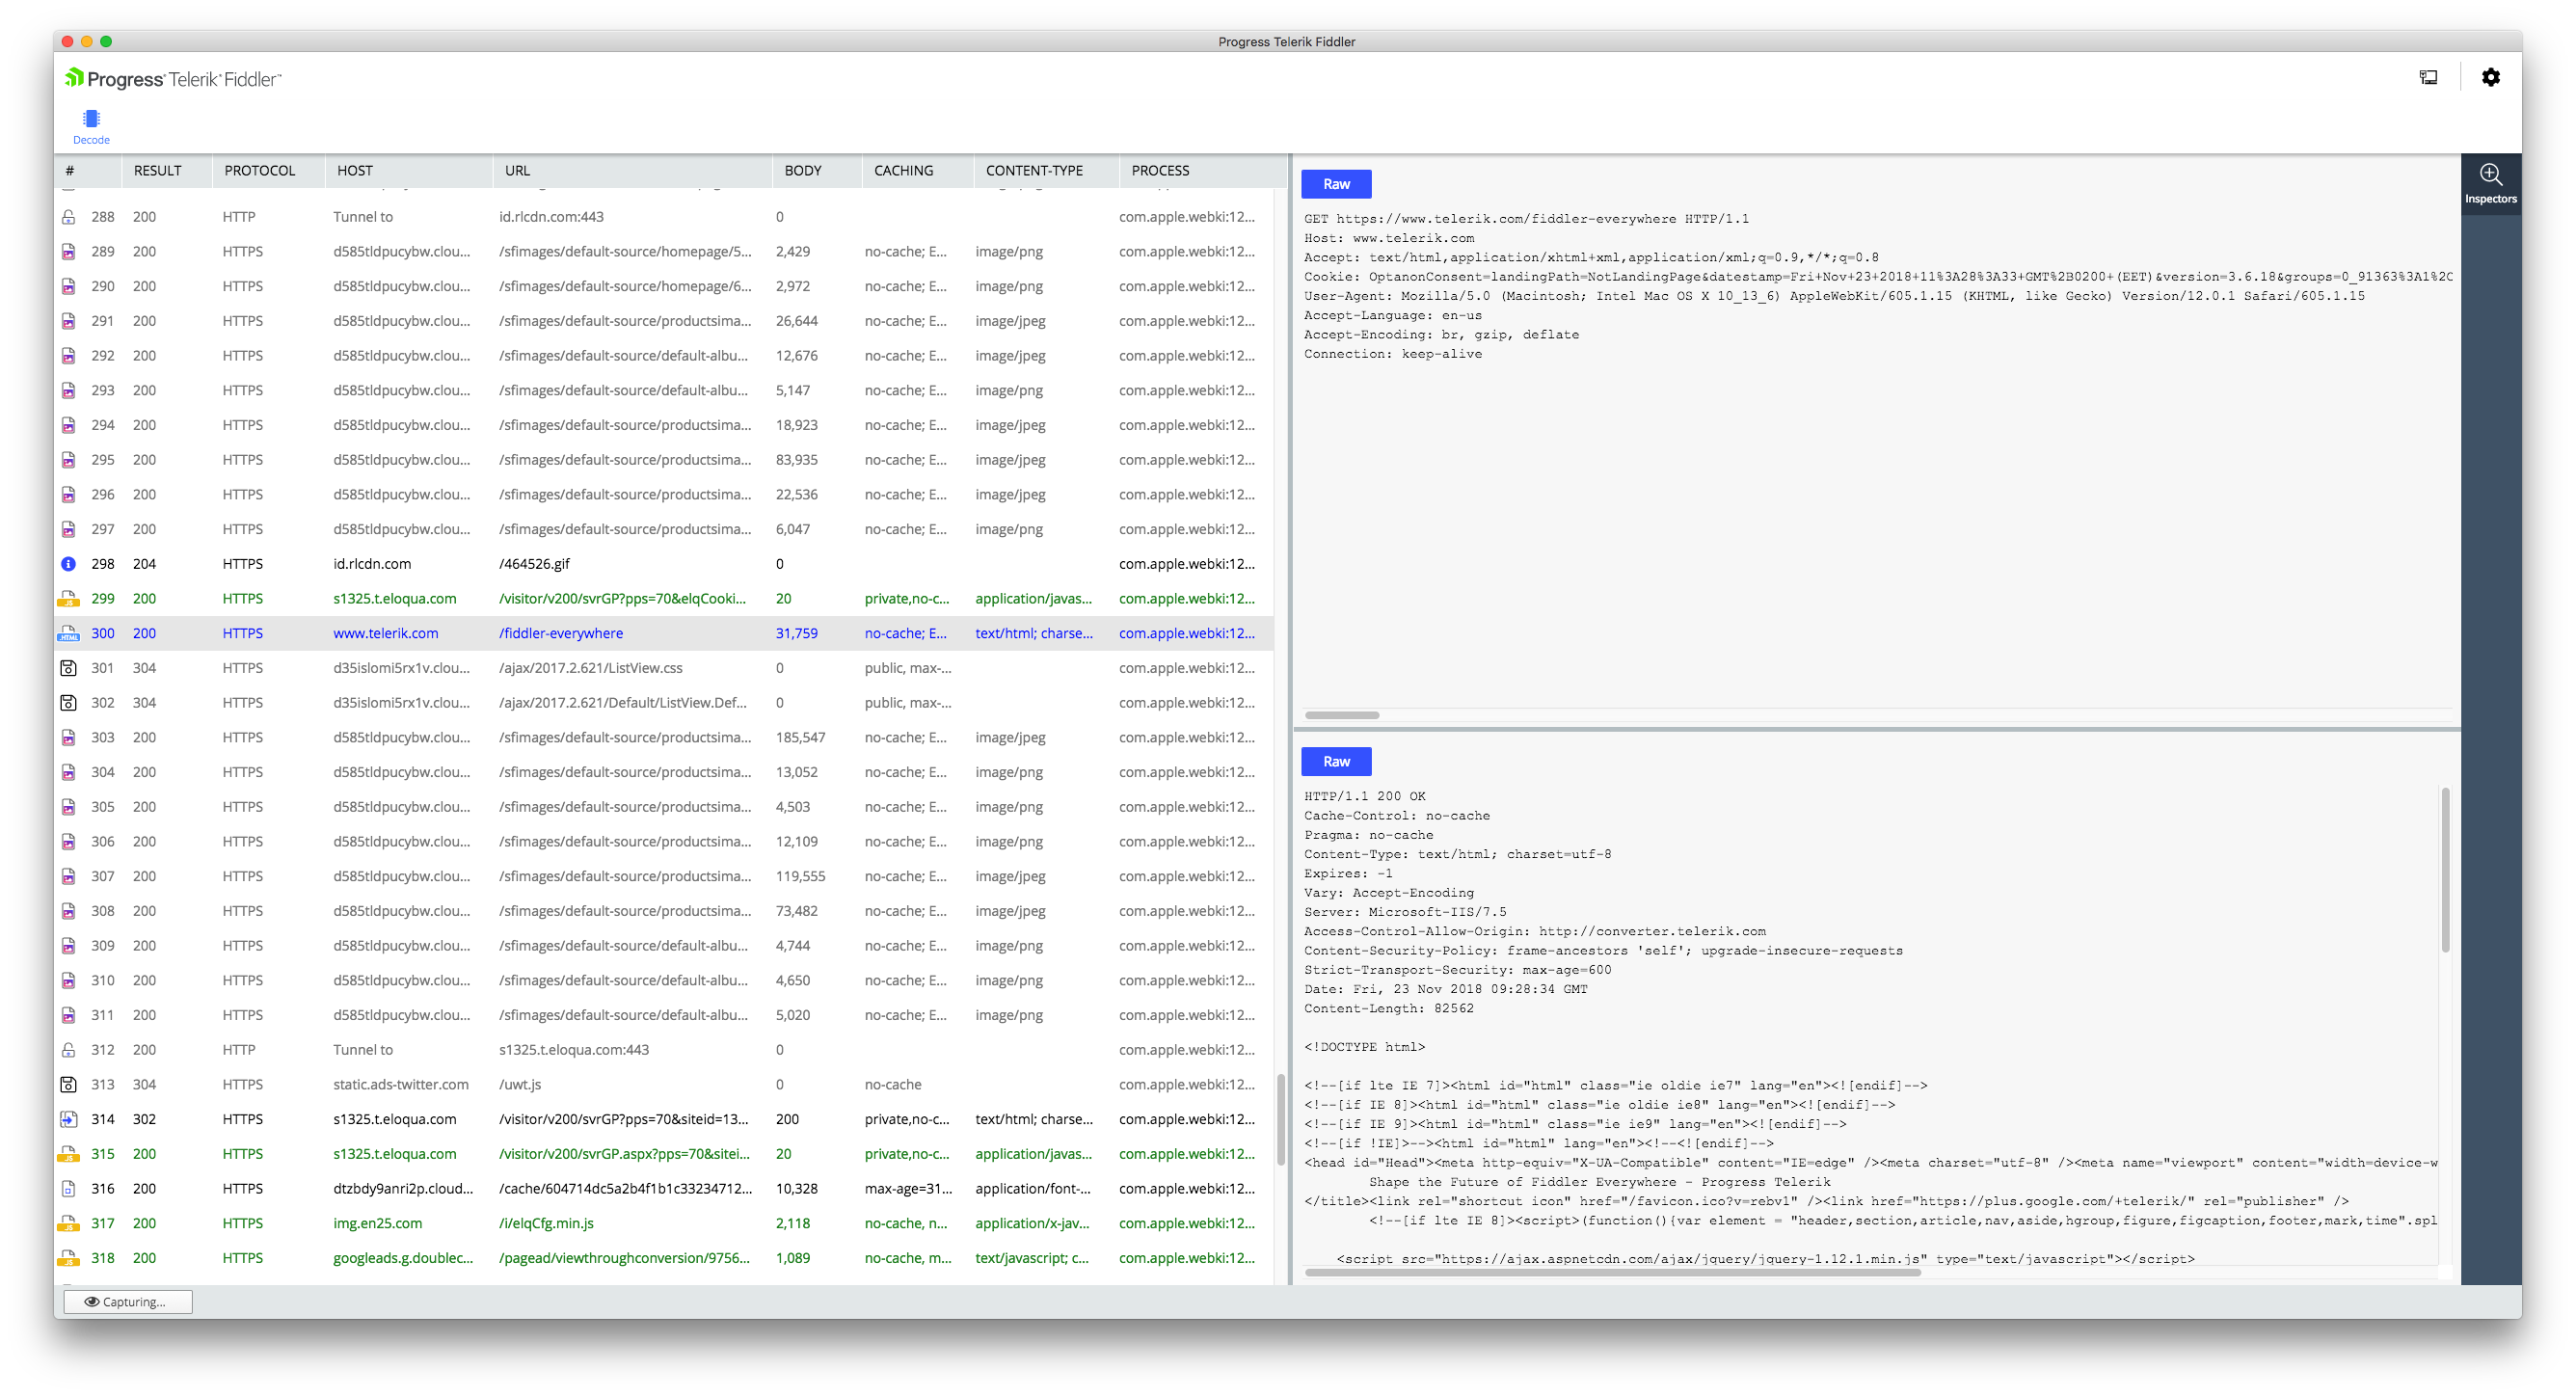 Progress Telerik Fiddler
Progress® Telerik® Fiddler™
Decode
# RESULT PROTOCOL HOST URL BODY CACHING CONTENT-TYPE PROCESS
288 200 HTTP Tunnel to id.rlcdn.com:443 0 com.apple.webki:12...
289 200 HTTPS d585tldpucybw.clou... /sfimages/default-source/homepage/5... 2,429 no-cache; E... image/png com.apple.webki:12...
290 200 HTTPS d585tldpucybw.clou... /sfimages/default-source/homepage/6... 2,972 no-cache; E... image/png com.apple.webki:12...
291 200 HTTPS d585tldpucybw.clou... /sfimages/default-source/productsima... 26,644 no-cache; E... image/jpeg com.apple.webki:12...
292 200 HTTPS d585tldpucybw.clou... /sfimages/default-source/default-albu... 12,676 no-cache; E... image/jpeg com.apple.webki:12...
293 200 HTTPS d585tldpucybw.clou... /sfimages/default-source/default-albu... 5,147 no-cache; E... image/png com.apple.webki:12...
294 200 HTTPS d585tldpucybw.clou... /sfimages/default-source/productsima... 18,923 no-cache; E... image/jpeg com.apple.webki:12...
295 200 HTTPS d585tldpucybw.clou... /sfimages/default-source/productsima... 83,935 no-cache; E... image/jpeg com.apple.webki:12...
296 200 HTTPS d585tldpucybw.clou... /sfimages/default-source/productsima... 22,536 no-cache; E... image/jpeg com.apple.webki:12...
297 200 HTTPS d585tldpucybw.clou... /sfimages/default-source/productsima... 6,047 no-cache; E... image/png com.apple.webki:12...
298 204 HTTPS id.rlcdn.com /464526.gif 0 com.apple.webki:12...
299 200 HTTPS s1325.t.eloqua.com /visitor/v200/svrGP?pps=70&elqCooki... 20 private,no-c... application/javas... com.apple.webki:12...
300 200 HTTPS www.telerik.com /fiddler-everywhere 31,759 no-cache; E... text/html; charse... com.apple.webki:12...
301 304 HTTPS d35islomi5rx1v.clou... /ajax/2017.2.621/ListView.css 0 public, max-... com.apple.webki:12...
302 304 HTTPS d35islomi5rx1v.clou... /ajax/2017.2.621/Default/ListView.Def... 0 public, max-... com.apple.webki:12...
303 200 HTTPS d585tldpucybw.clou... /sfimages/default-source/productsima... 185,547 no-cache; E... image/jpeg com.apple.webki:12...
304 200 HTTPS d585tldpucybw.clou... /sfimages/default-source/productsima... 13,052 no-cache; E... image/png com.apple.webki:12...
305 200 HTTPS d585tldpucybw.clou... /sfimages/default-source/productsima... 4,503 no-cache; E... image/png com.apple.webki:12...
306 200 HTTPS d585tldpucybw.clou... /sfimages/default-source/productsima... 12,109 no-cache; E... image/png com.apple.webki:12...
307 200 HTTPS d585tldpucybw.clou... /sfimages/default-source/productsima... 119,555 no-cache; E... image/jpeg com.apple.webki:12...
308 200 HTTPS d585tldpucybw.clou... /sfimages/default-source/productsima... 73,482 no-cache; E... image/jpeg com.apple.webki:12...
309 200 HTTPS d585tldpucybw.clou... /sfimages/default-source/default-albu... 4,744 no-cache; E... image/png com.apple.webki:12...
310 200 HTTPS d585tldpucybw.clou... /sfimages/default-source/default-albu... 4,650 no-cache; E... image/png com.apple.webki:12...
311 200 HTTPS d585tldpucybw.clou... /sfimages/default-source/default-albu... 5,020 no-cache; E... image/png com.apple.webki:12...
312 200 HTTP Tunnel to s1325.t.eloqua.com:443 0 com.apple.webki:12...
313 304 HTTPS static.ads-twitter.com /uwt.js 0 no-cache com.apple.webki:12...
314 302 HTTPS s1325.t.eloqua.com /visitor/v200/svrGP?pps=70&siteid=13... 200 private,no-c... text/html; charse... com.apple.webki:12...
315 200 HTTPS s1325.t.eloqua.com /visitor/v200/svrGP.aspx?pps=70&sitei... 20 private,no-c... application/javas... com.apple.webki:12...
316 200 HTTPS dtzbdy9anri2p.cloud... /cache/604714dc5a2b4f1b1c33234712... 10,328 max-age=31... application/font-... com.apple.webki:12...
317 200 HTTPS img.en25.com /i/elqCfg.min.js 2,118 no-cache, n... application/x-jav... com.apple.webki:12...
318 200 HTTPS googleads.g.doublec... /pagead/viewthroughconversion/9756... 1,089 no-cache, m... text/javascript; c... com.apple.webki:12...
Capturing...
Raw
GET https://www.telerik.com/fiddler-everywhere HTTP/1.1
Host: www.telerik.com
Accept: text/html,application/xhtml+xml,application/xml;q=0.9,*/*;q=0.8
Cookie: OptanonConsent=landingPath=NotLandingPage&datestamp=Fri+Nov+23+2018+11%3A28%3A33+GMT%2B0200+(EET)&version=3.6.18&groups=0_91363%3A1%2C
User-Agent: Mozilla/5.0 (Macintosh; Intel Mac OS X 10_13_6) AppleWebKit/605.1.15 (KHTML, like Gecko) Version/12.0.1 Safari/605.1.15
Accept-Language: en-us
Accept-Encoding: br, gzip, deflate
Connection: keep-alive
Raw
HTTP/1.1 200 OK
Cache-Control: no-cache
Pragma: no-cache
Content-Type: text/html; charset=utf-8
Expires: -1
Vary: Accept-Encoding
Server: Microsoft-IIS/7.5
Access-Control-Allow-Origin: http://converter.telerik.com
Content-Security-Policy: frame-ancestors 'self'; upgrade-insecure-requests
Strict-Transport-Security: max-age=600
Date: Fri, 23 Nov 2018 09:28:34 GMT
Content-Length: 82562
<!DOCTYPE html>
<!--[if lte IE 7]><html id="html" class="ie oldie ie7" lang="en"><![endif]-->
<!--[if IE 8]><html id="html" class="ie oldie ie8" lang="en"><![endif]-->
<!--[if IE 9]><html id="html" class="ie ie9" lang="en"><![endif]-->
<!--[if !IE]>--><html id="html" lang="en"><!--<![endif]-->
<head id="Head"><meta http-equiv="X-UA-Compatible" content="IE=edge" /><meta charset="utf-8" /><meta name="viewport" content="width=device-w
Shape the Future of Fiddler Everywhere - Progress Telerik
</title><link rel="shortcut icon" href="/favicon.ico?v=rebv1" /><link href="https://plus.google.com/+telerik/" rel="publisher" />
<!--[if lte IE 8]><script>(function(){var element = "header,section,article,nav,aside,hgroup,figure,figcaption,footer,mark,time".spl
<script src="https://ajax.aspnetcdn.com/ajax/jquery/jquery-1.12.1.min.js" type="text/javascript"></script>
Inspectors